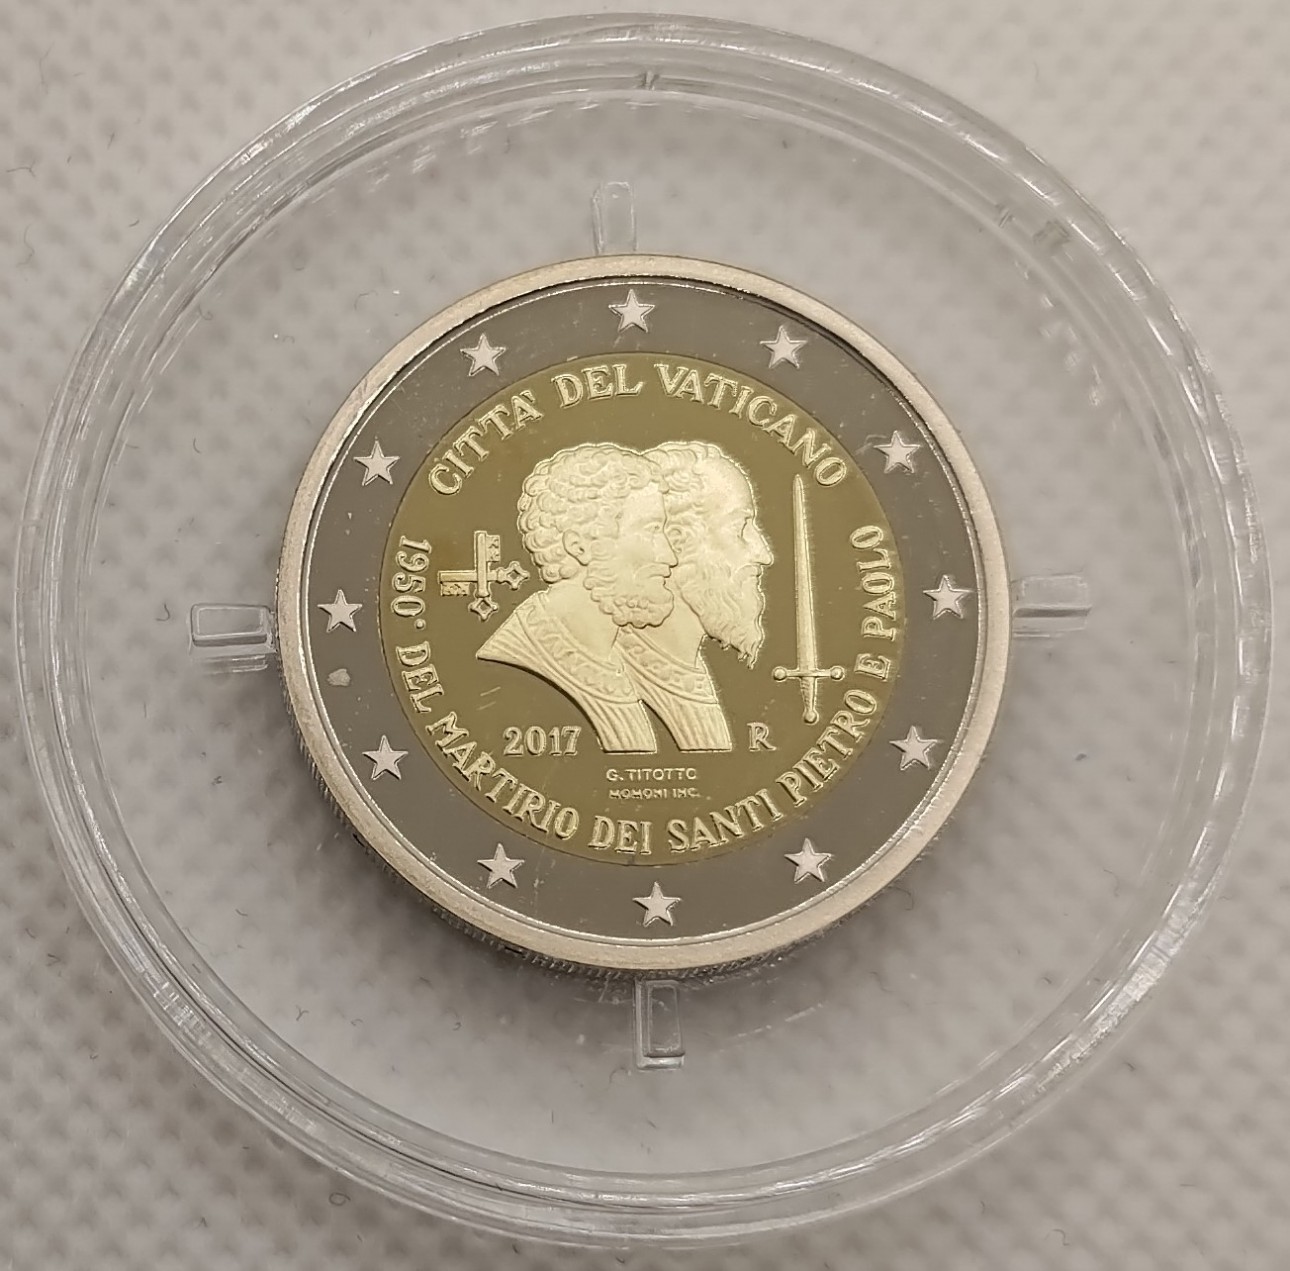 CITTA' DEL VATICANO
1950° DEL MARTIRIO DEI SANTI PIETRO E PAOLO
2017 R
G. TITOTTO
MOMONI INC.